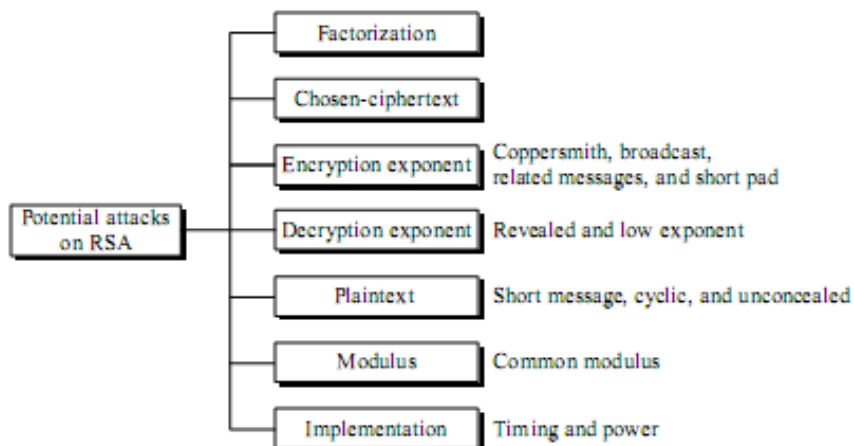 Factorization
Chosen-ciphertext
Encryption exponent
Coppersmith, broadcast,
related messages, and short pad
Potential attacks
on RSA
Decryption exponent
Revealed and low exponent
Plaintext
Short message, cyclic, and unconcealed
Modulus
Common modulus
Implementation
Timing and power